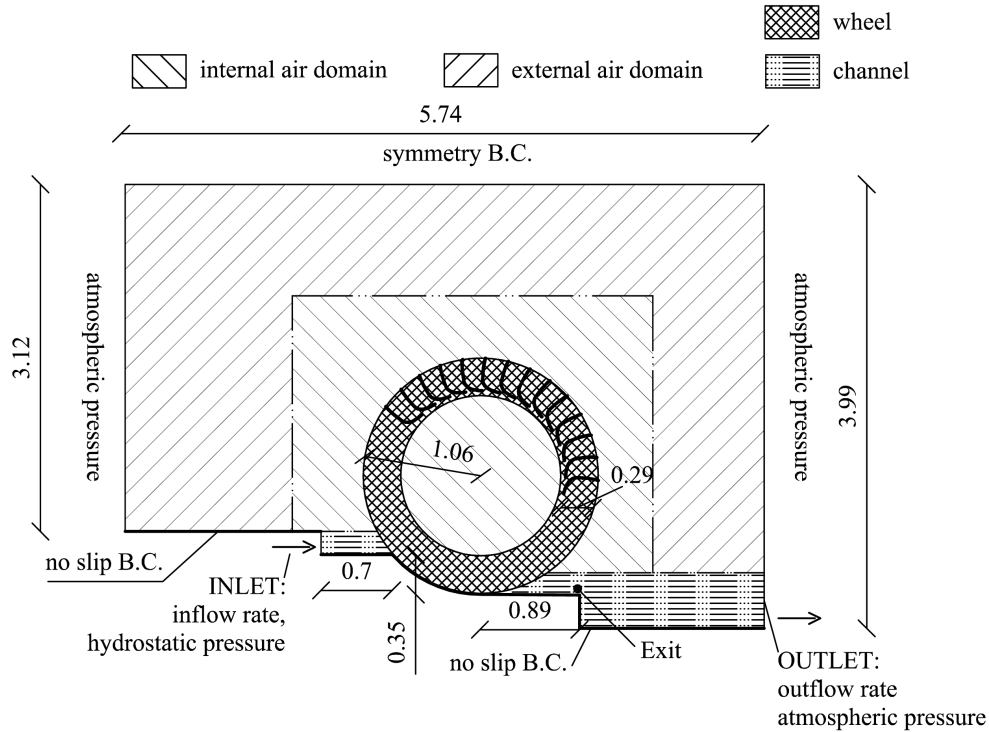 wheel
internal air domain
external air domain
channel
5.74
symmetry B.C.
3.12
atmospheric pressure
atmospheric pressure
3.99
1.06
0.29
no slip B.C.
INLET:
inflow rate,
hydrostatic pressure
0.7
0.35
0.89
no slip B.C.
Exit
OUTLET:
outflow rate
atmospheric pressure